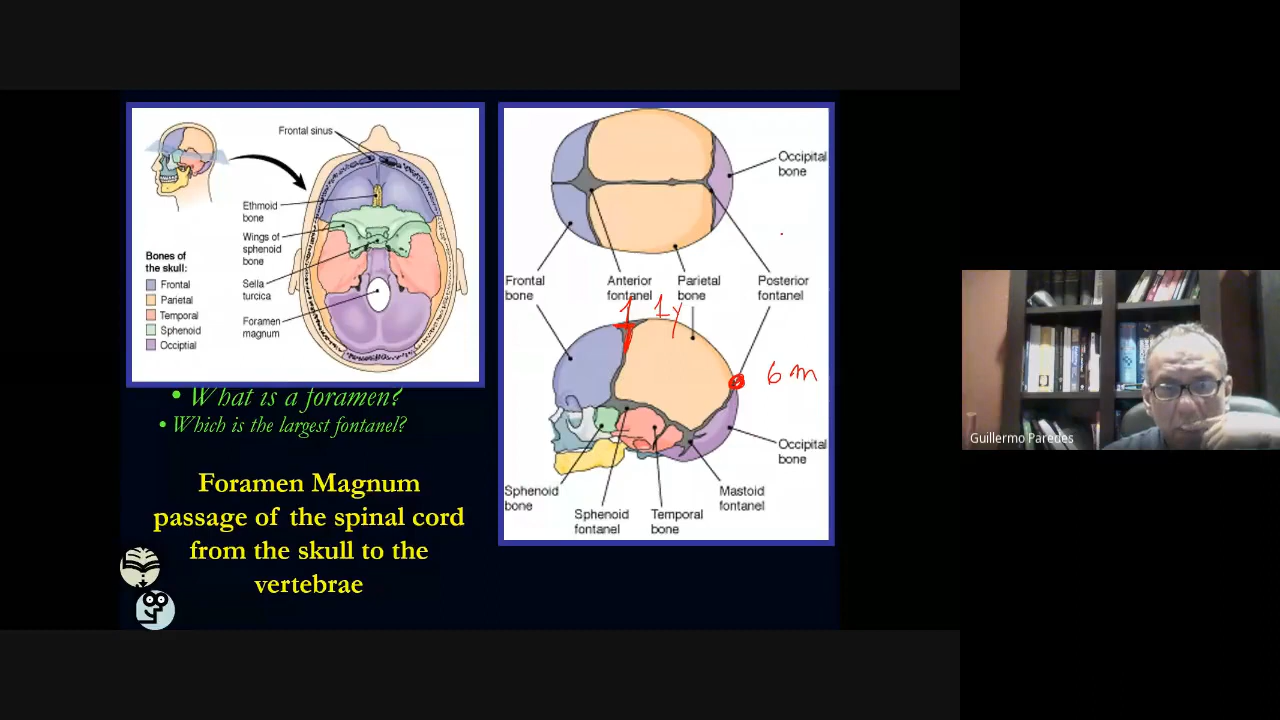 Frontal sinus
Ethmoid
bone
Wings of
sphenoid
bone
Sella
turcica
Foramen
magnum
Bones of
the skull:
Frontal
Parietal
Temporal
Sphenoid
Occiptial
• What is a foramen?
• Which is the largest fontanel?
Foramen Magnum
passage of the spinal cord
from the skull to the
vertebrae
Occipital
bone
Frontal
bone
Anterior
fontanel
Parietal
bone
Posterior
fontanel
1 1y
6 m
Occipital
bone
Sphenoid
bone
Sphenoid
fontanel
Temporal
bone
Mastoid
fontanel
Guillermo Paredes